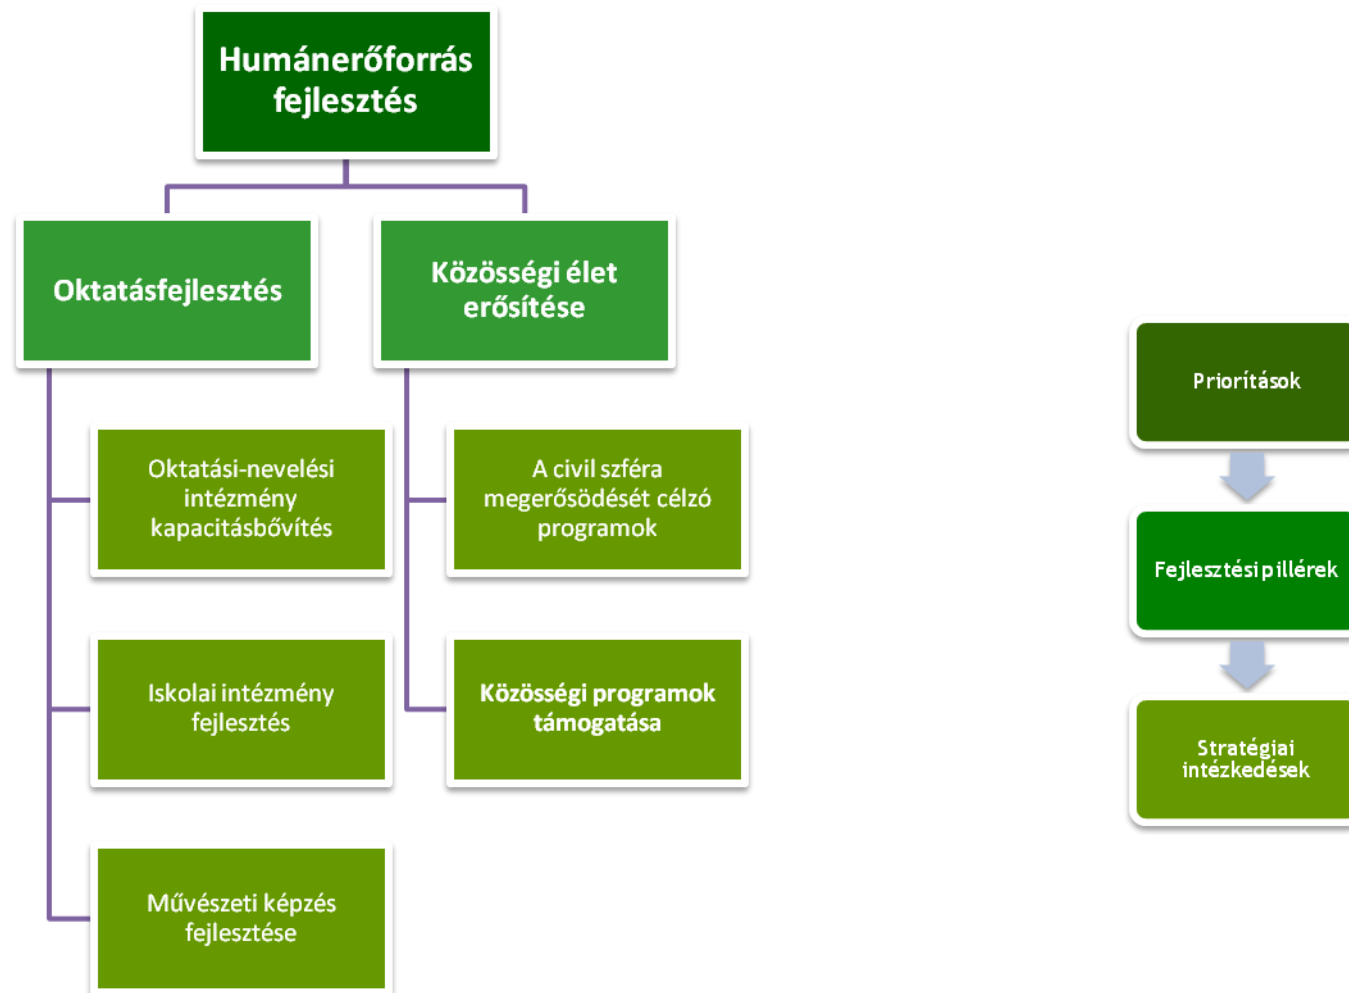 Humánerőforrás
fejlesztés
Oktatásfejlesztés
Közösségi élet
erősítése
Oktatási-nevelési
intézmény
kapacitásbővítés
A civil szféra
megerősödését célzó
programok
Iskolai intézmény
fejlesztés
Közösségi programok
támogatása
Művészeti képzés
fejlesztése
Priorítások
Fejlesztési pillérek
Stratégiai
intézkedések